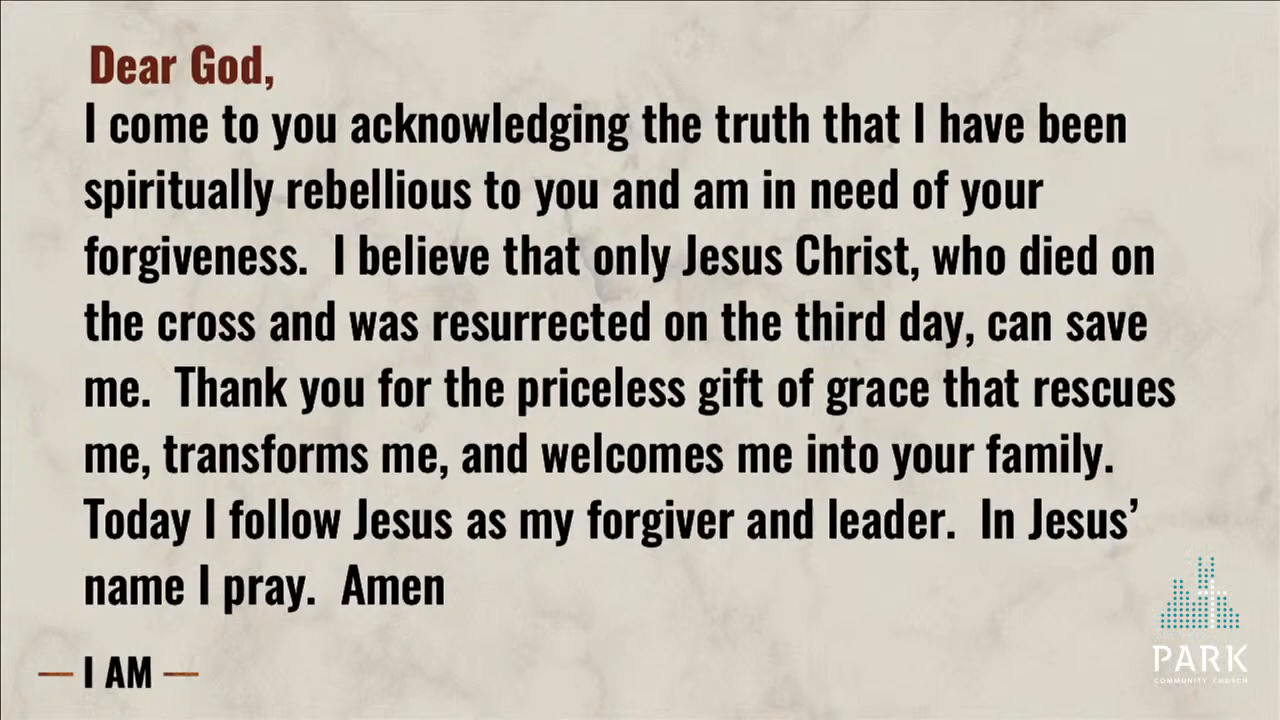 Dear God,
I come to you acknowledging the truth that I have been
spiritually rebellious to you and am in need of your
forgiveness.  I believe that only Jesus Christ, who died on
the cross and was resurrected on the third day, can save
me.  Thank you for the priceless gift of grace that rescues
me, transforms me, and welcomes me into your family.
Today I follow Jesus as my forgiver and leader.  In Jesus’
name I pray.  Amen
— I AM —
PARK
COMMUNITY CHURCH